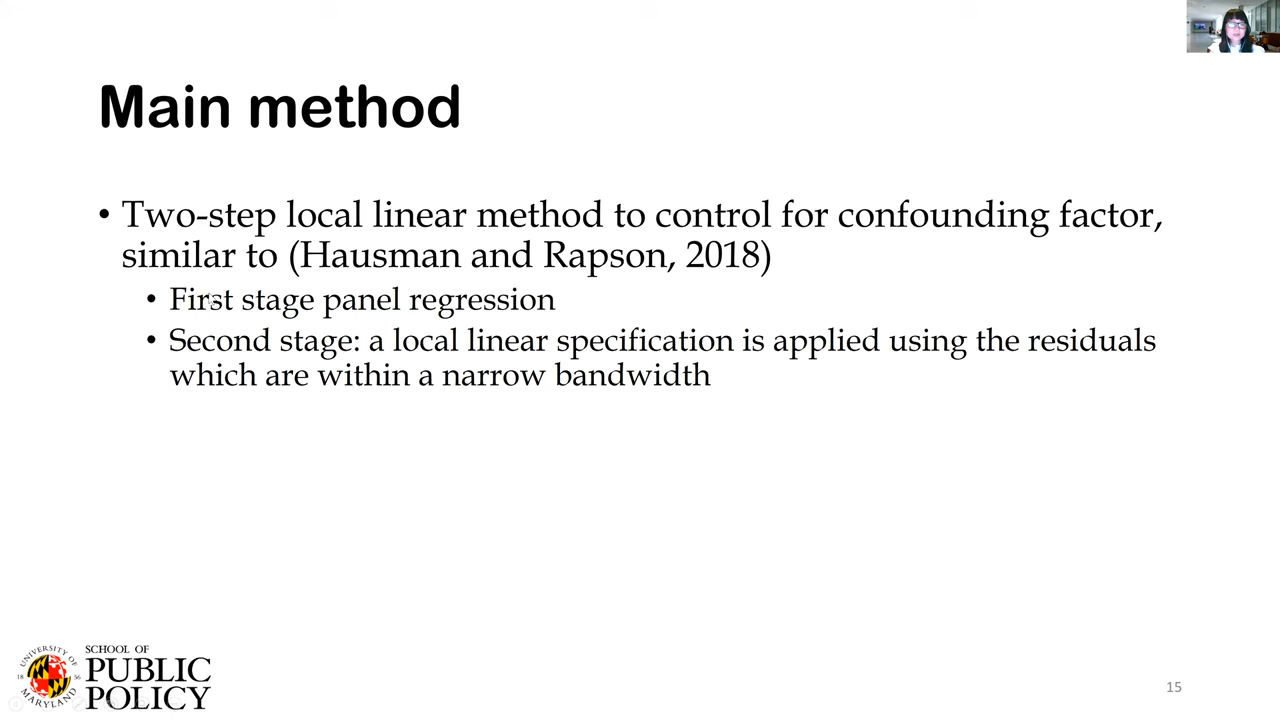 Main method
• Two-step local linear method to control for confounding factor,
similar to (Hausman and Rapson, 2018)
• First stage panel regression
• Second stage: a local linear specification is applied using the residuals
which are within a narrow bandwidth
UNIVERSITY OF
18 56
MARYLAND
SCHOOL OF
PUBLIC
POLICY
15